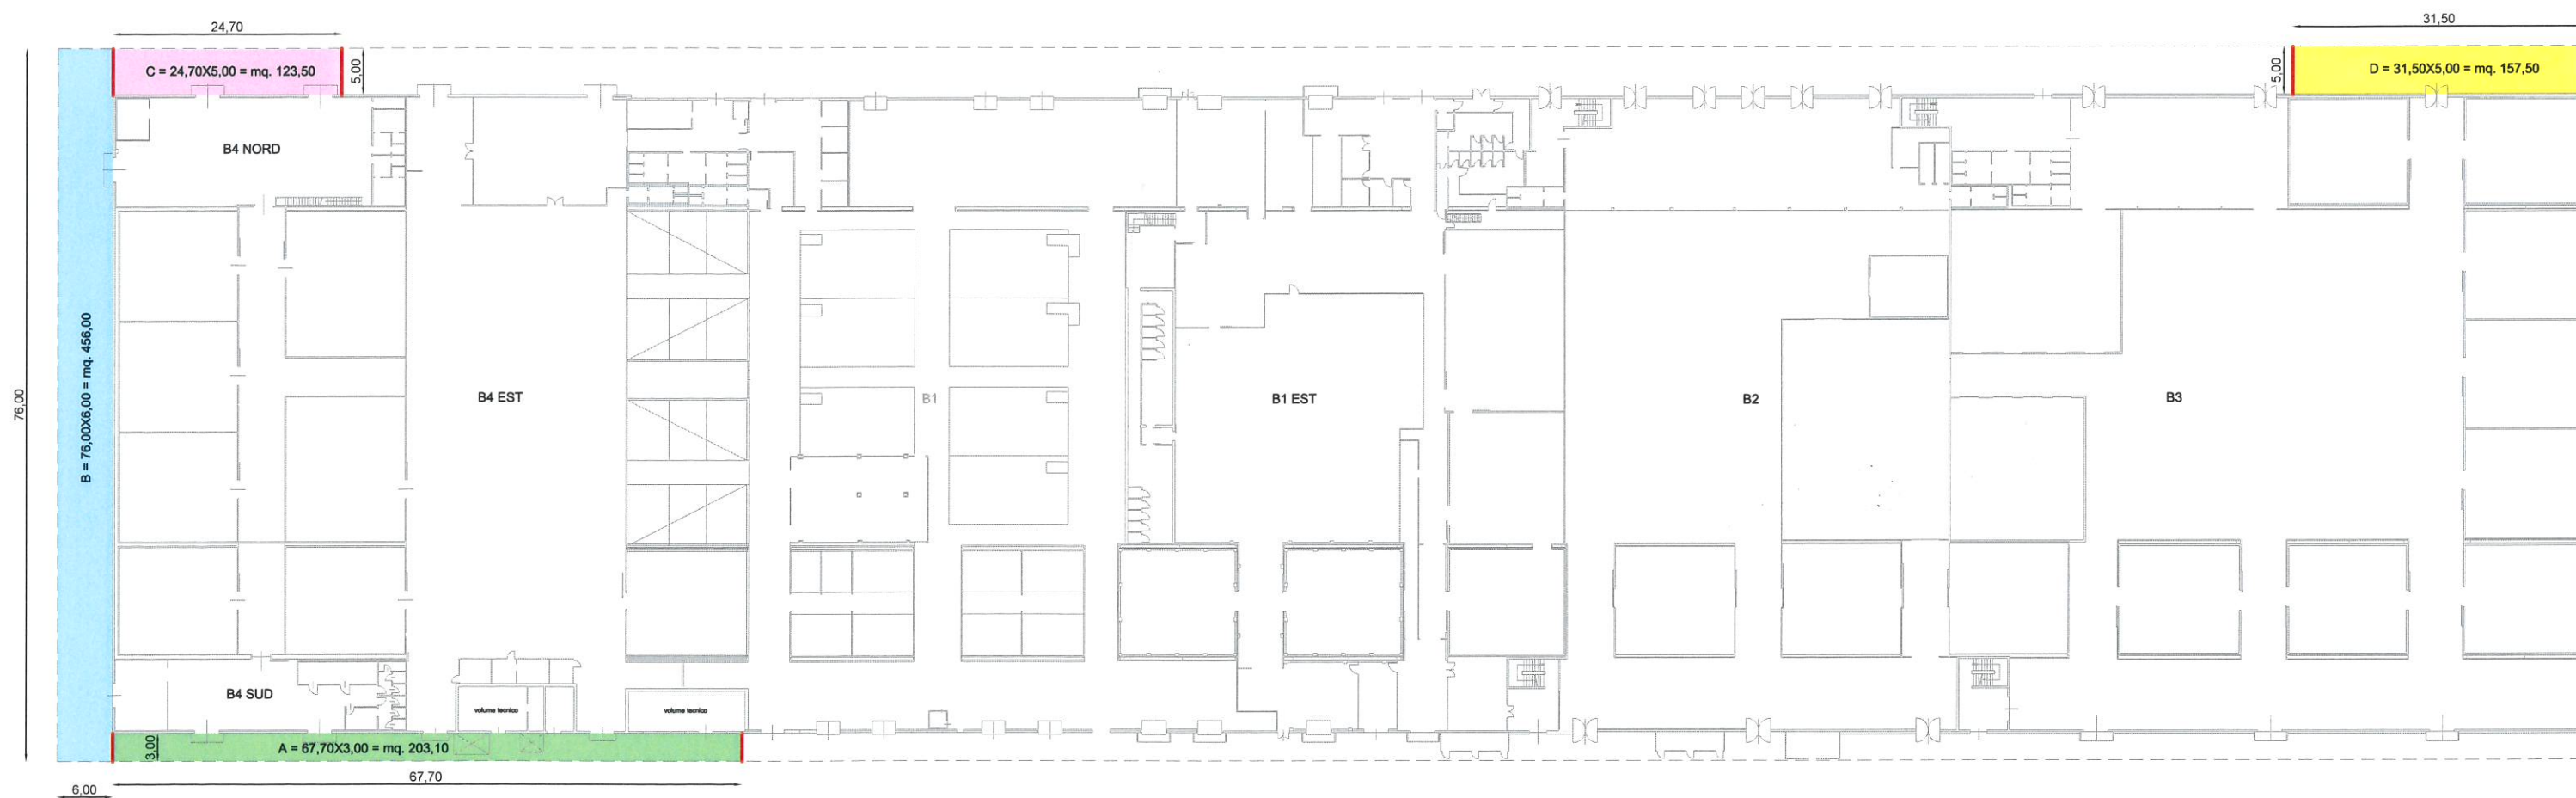 24,70
31,50
C = 24,70X5,00 = mq. 123,50
5,00
5,00
D = 31,50X5,00 = mq. 157,50
B4 NORD
76,00
B = 76,00X6,00 = mq. 456,00
B4 EST
B1
B1 EST
B2
B3
B4 SUD
volume tecnico
volume tecnico
3,00
A = 67,70X3,00 = mq. 203,10
67,70
6,00